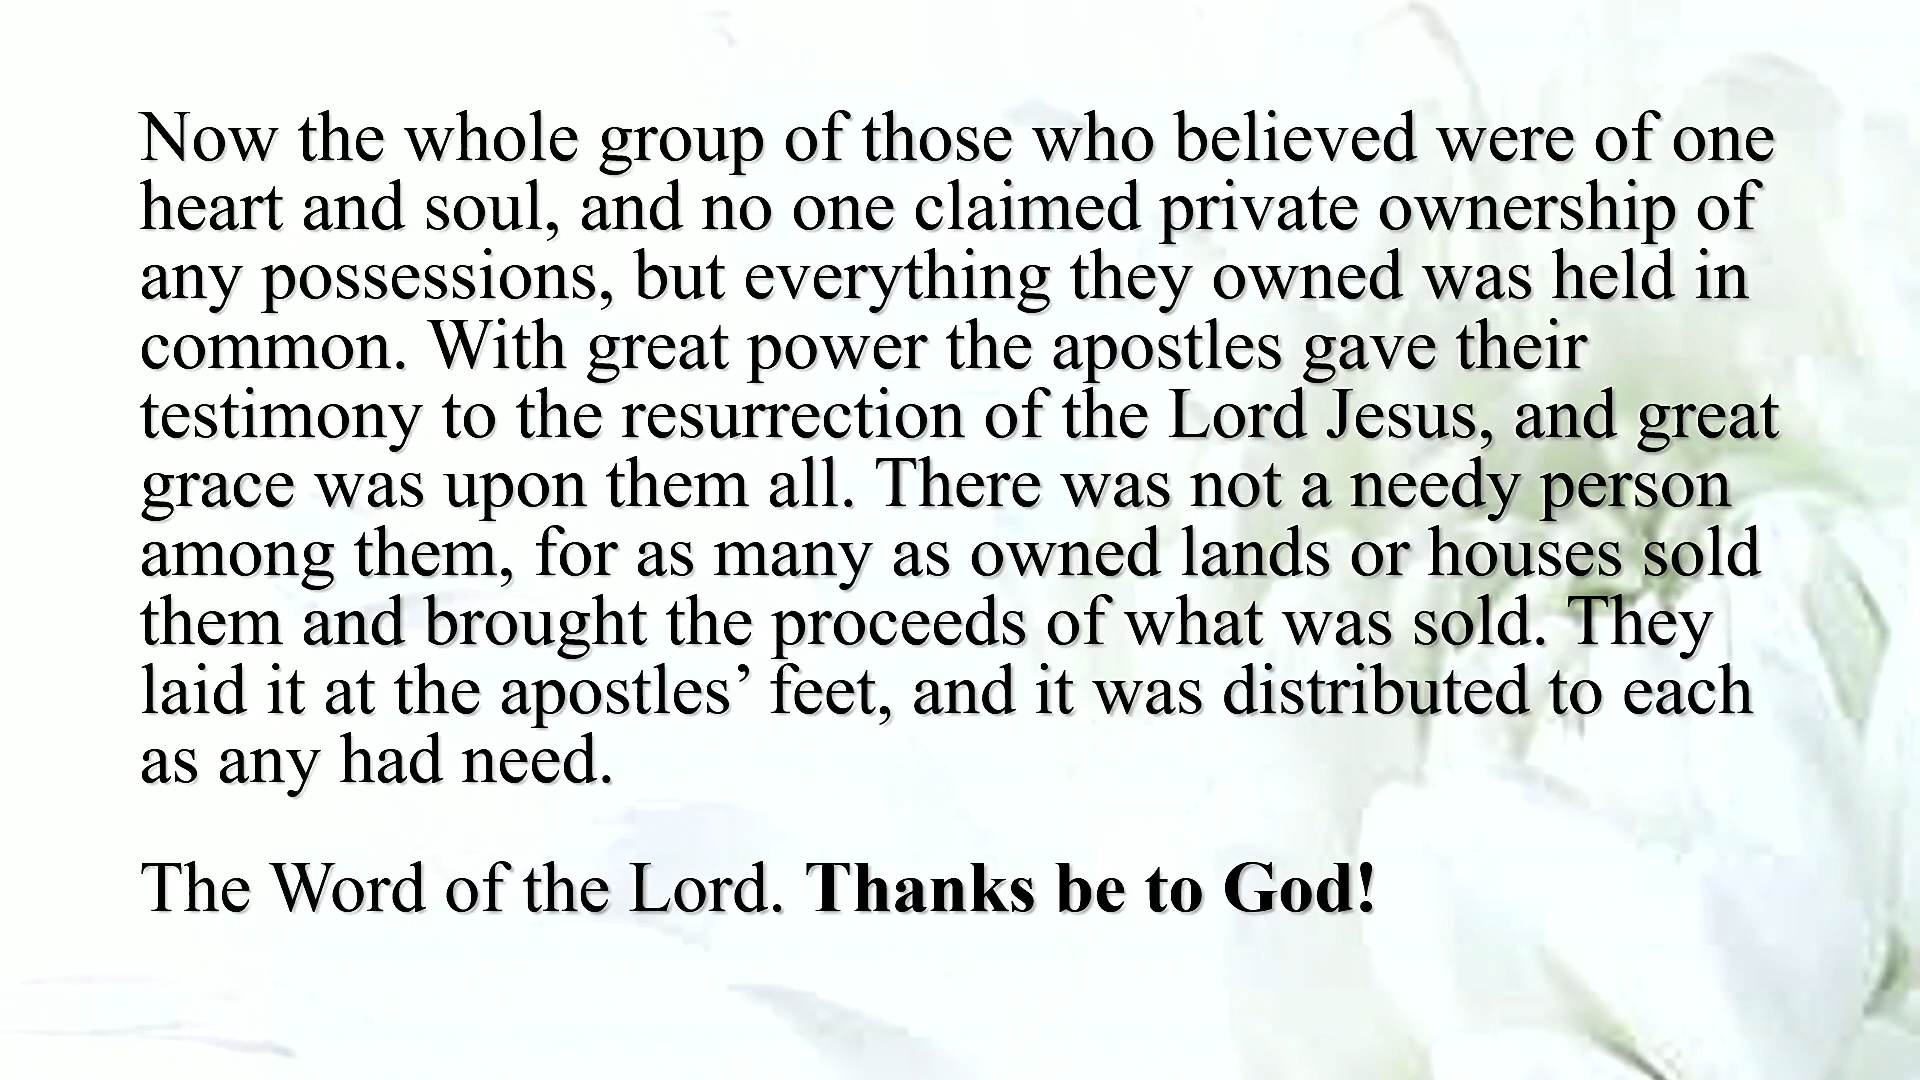 Now the whole group of those who believed were of one
heart and soul, and no one claimed private ownership of
any possessions, but everything they owned was held in
common. With great power the apostles gave their
testimony to the resurrection of the Lord Jesus, and great
grace was upon them all. There was not a needy person
among them, for as many as owned lands or houses sold
them and brought the proceeds of what was sold. They
laid it at the apostles’ feet, and it was distributed to each
as any had need.
The Word of the Lord. Thanks be to God!